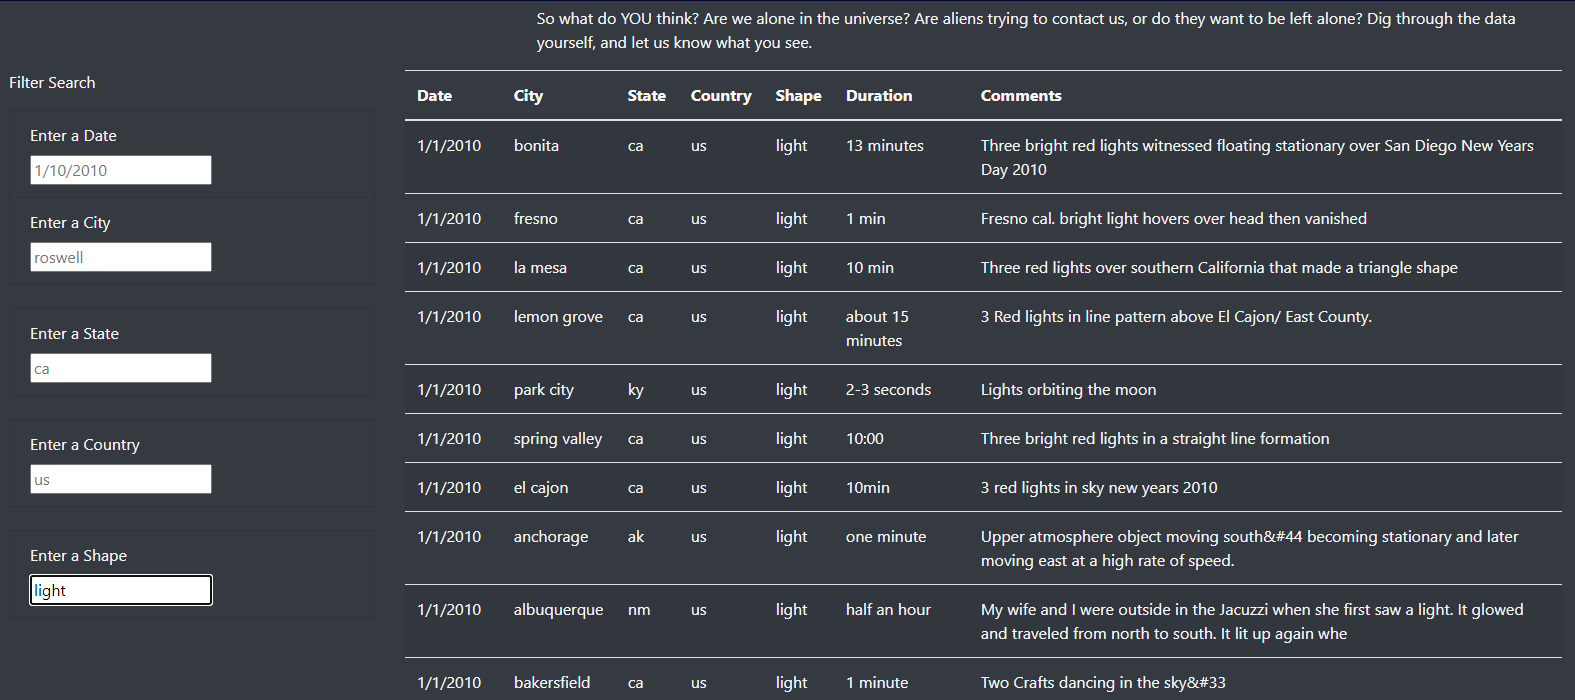 So what do YOU think? Are we alone in the universe? Are aliens trying to contact us, or do they want to be left alone? Dig through the data
yourself, and let us know what you see.
Filter Search
Enter a Date
1/10/2010
Enter a City
roswell
Enter a State
ca
Enter a Country
us
Enter a Shape
light
Date City State Country Shape Duration Comments
1/1/2010 bonita ca us light 13 minutes Three bright red lights witnessed floating stationary over San Diego New Years
Day 2010
1/1/2010 fresno ca us light 1 min Fresno cal. bright light hovers over head then vanished
1/1/2010 la mesa ca us light 10 min Three red lights over southern California that made a triangle shape
1/1/2010 lemon grove ca us light about 15 3 Red lights in line pattern above El Cajon/ East County.
minutes
1/1/2010 park city ky us light 2-3 seconds Lights orbiting the moon
1/1/2010 spring valley ca us light 10:00 Three bright red lights in a straight line formation
1/1/2010 el cajon ca us light 10min 3 red lights in sky new years 2010
1/1/2010 anchorage ak us light one minute Upper atmosphere object moving south&#44 becoming stationary and later
moving east at a high rate of speed.
1/1/2010 albuquerque nm us light half an hour My wife and I were outside in the Jacuzzi when she first saw a light. It glowed
and traveled from north to south. It lit up again whe
1/1/2010 bakersfield ca us light 1 minute Two Crafts dancing in the sky&#33